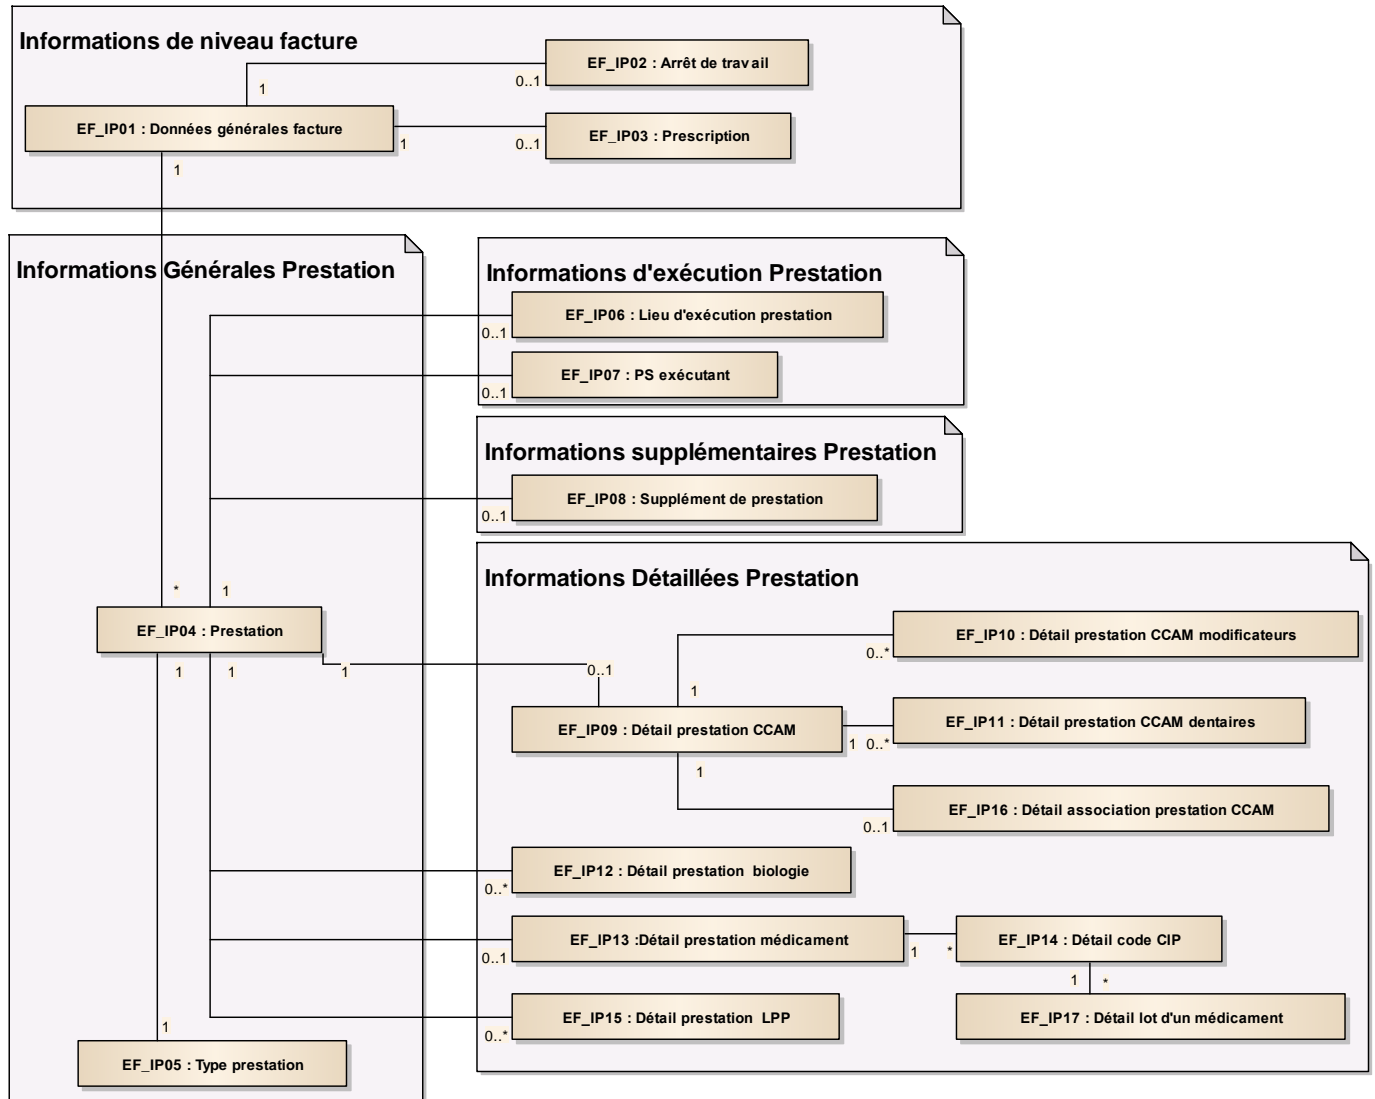 Informations de niveau facture
EF_IP02 : Arrêt de travail
0..1
1
EF_IP01 : Données générales facture
EF_IP03 : Prescription
1
0..1
1
Informations Générales Prestation
Informations d'exécution Prestation
EF_IP06 : Lieu d'exécution prestation
0..1
EF_IP07 : PS exécutant
0..1
Informations supplémentaires Prestation
EF_IP08 : Supplément de prestation
0..1
Informations Détaillées Prestation
*
1
EF_IP04 : Prestation
1
1
1
0..1
EF_IP10 : Détail prestation CCAM modificateurs
0..*
1
EF_IP09 : Détail prestation CCAM
EF_IP11 : Détail prestation CCAM dentaires
1
0..*
1
EF_IP16 : Détail association prestation CCAM
0..1
EF_IP12 : Détail prestation  biologie
0..*
EF_IP13 :Détail prestation médicament
0..1
1
*
EF_IP14 : Détail code CIP
1
*
EF_IP15 : Détail prestation  LPP
0..*
EF_IP17 : Détail lot d'un médicament
1
EF_IP05 : Type prestation